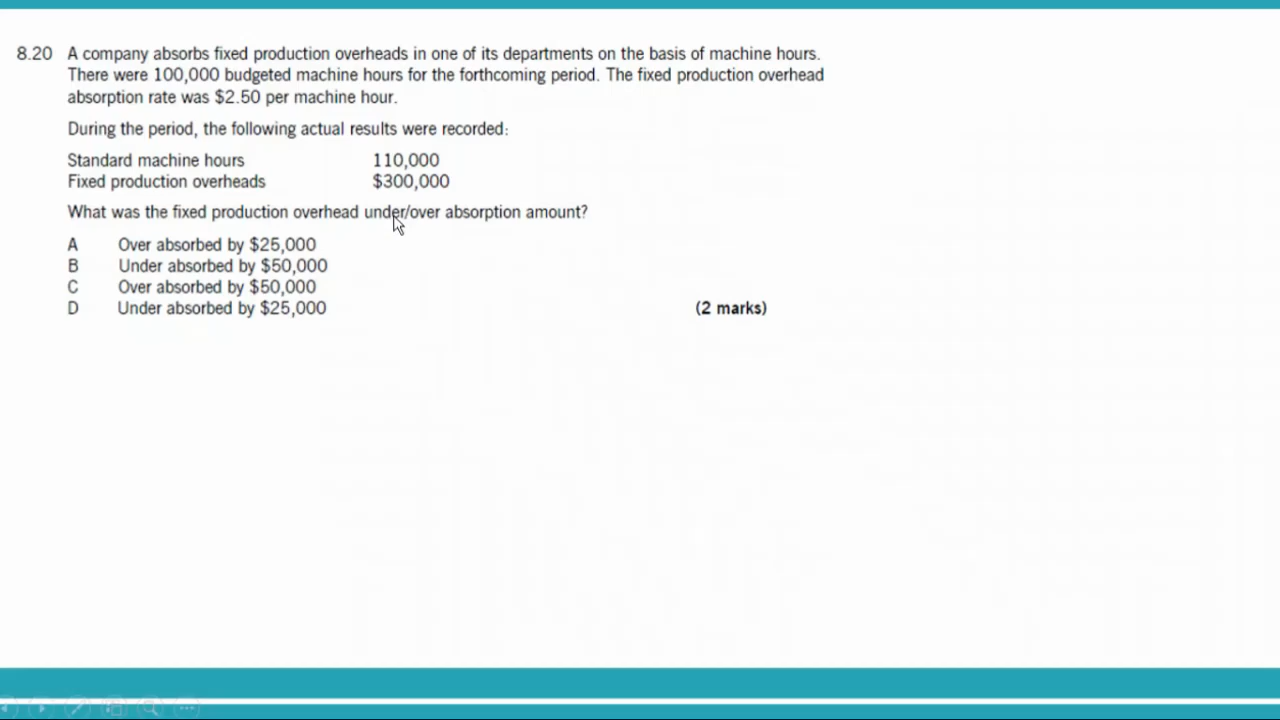 8.20 A company absorbs fixed production overheads in one of its departments on the basis of machine hours.
There were 100,000 budgeted machine hours for the forthcoming period. The fixed production overhead
absorption rate was $2.50 per machine hour.
During the period, the following actual results were recorded:
Standard machine hours 110,000
Fixed production overheads $300,000
What was the fixed production overhead under/over absorption amount?
A Over absorbed by $25,000
B Under absorbed by $50,000
C Over absorbed by $50,000
D Under absorbed by $25,000 (2 marks)